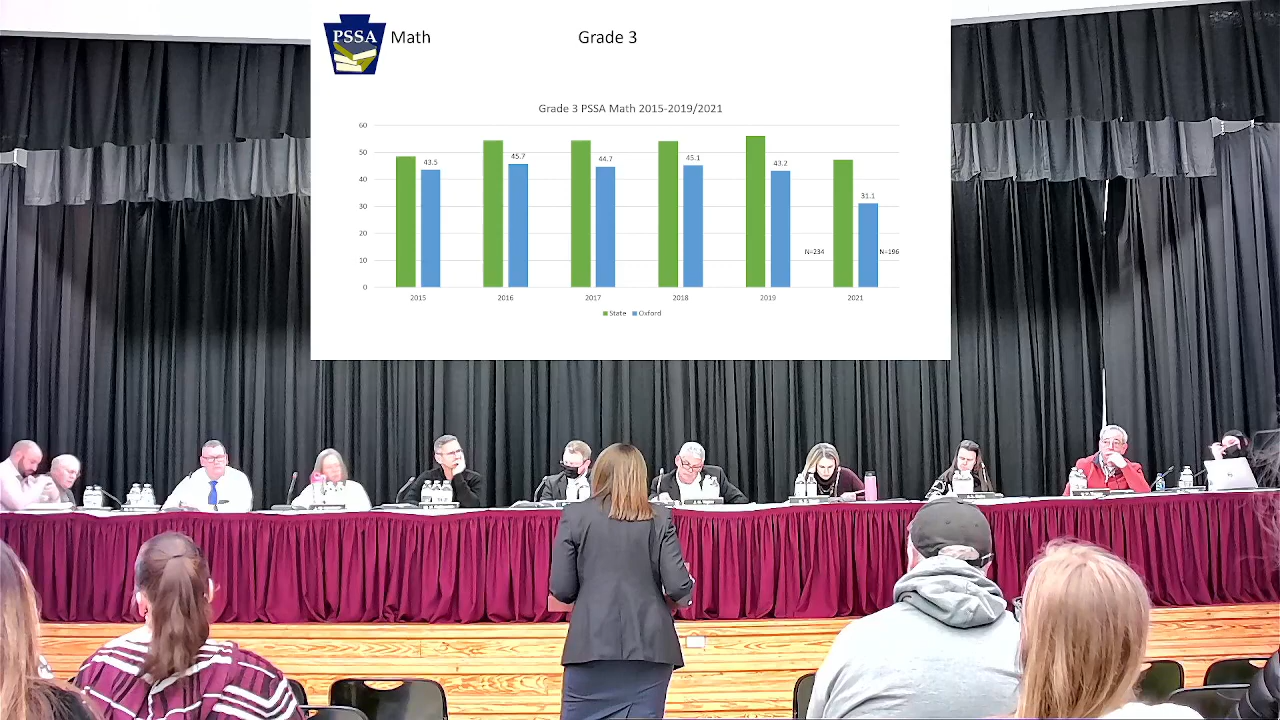 PSSA
Math
Grade 3
Grade 3 PSSA Math 2015-2019/2021
60
50
40
30
20
10
0
43.5
45.7
44.7
45.1
43.2
31.1
N=234
N=196
2015
2016
2017
2018
2019
2021
State
Oxford